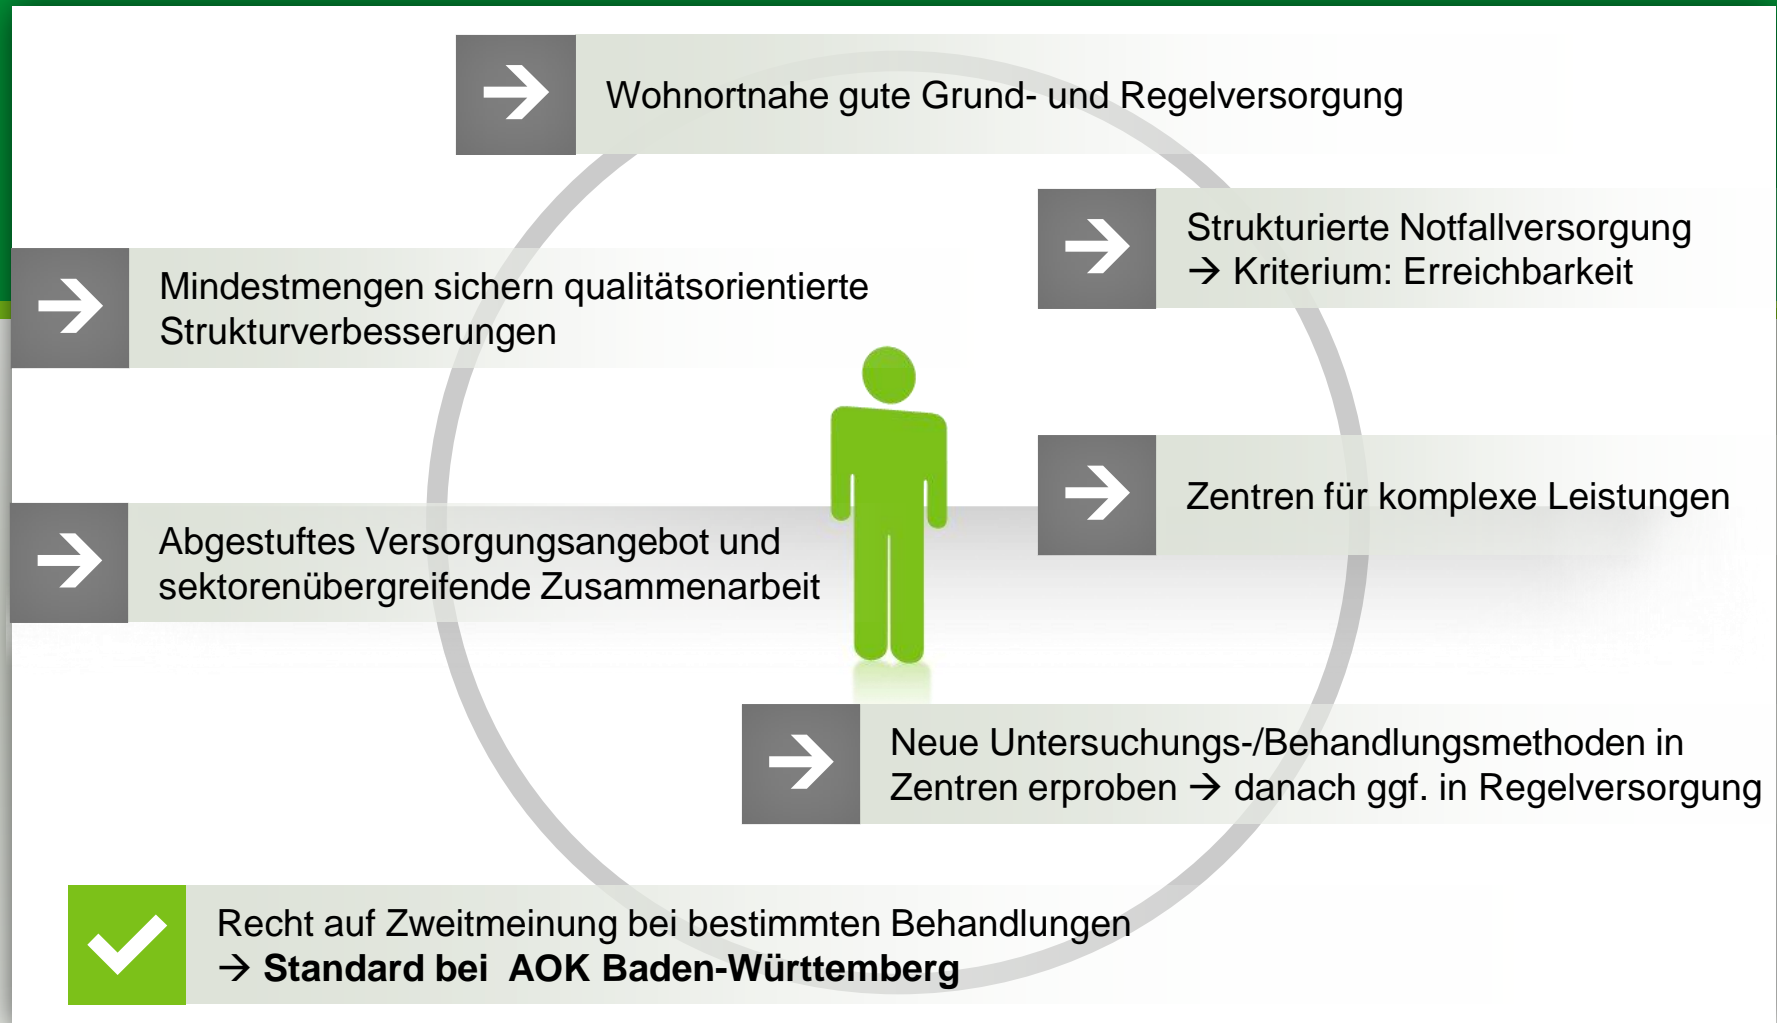 Wohnortnahe gute Grund- und Regelversorgung
Strukturierte Notfallversorgung
→ Kriterium: Erreichbarkeit
Mindestmengen sichern qualitätsorientierte
Strukturverbesserungen
Zentren für komplexe Leistungen
Abgestuftes Versorgungsangebot und
sektorenübergreifende Zusammenarbeit
Neue Untersuchungs-/Behandlungsmethoden in
Zentren erproben → danach ggf. in Regelversorgung
Recht auf Zweitmeinung bei bestimmten Behandlungen
→ Standard bei  AOK Baden-Württemberg